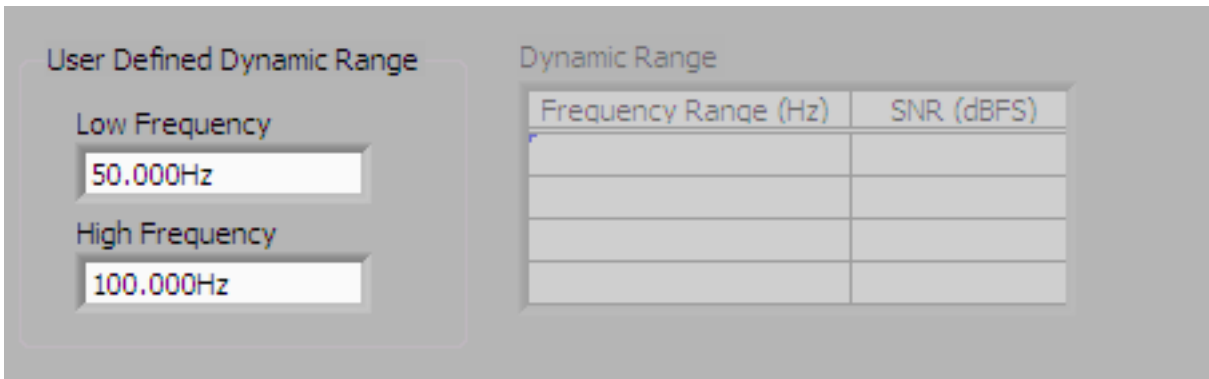 User Defined Dynamic Range
Low Frequency
50.000Hz
High Frequency
100.000Hz
Dynamic Range
Frequency Range (Hz) SNR (dBFS)